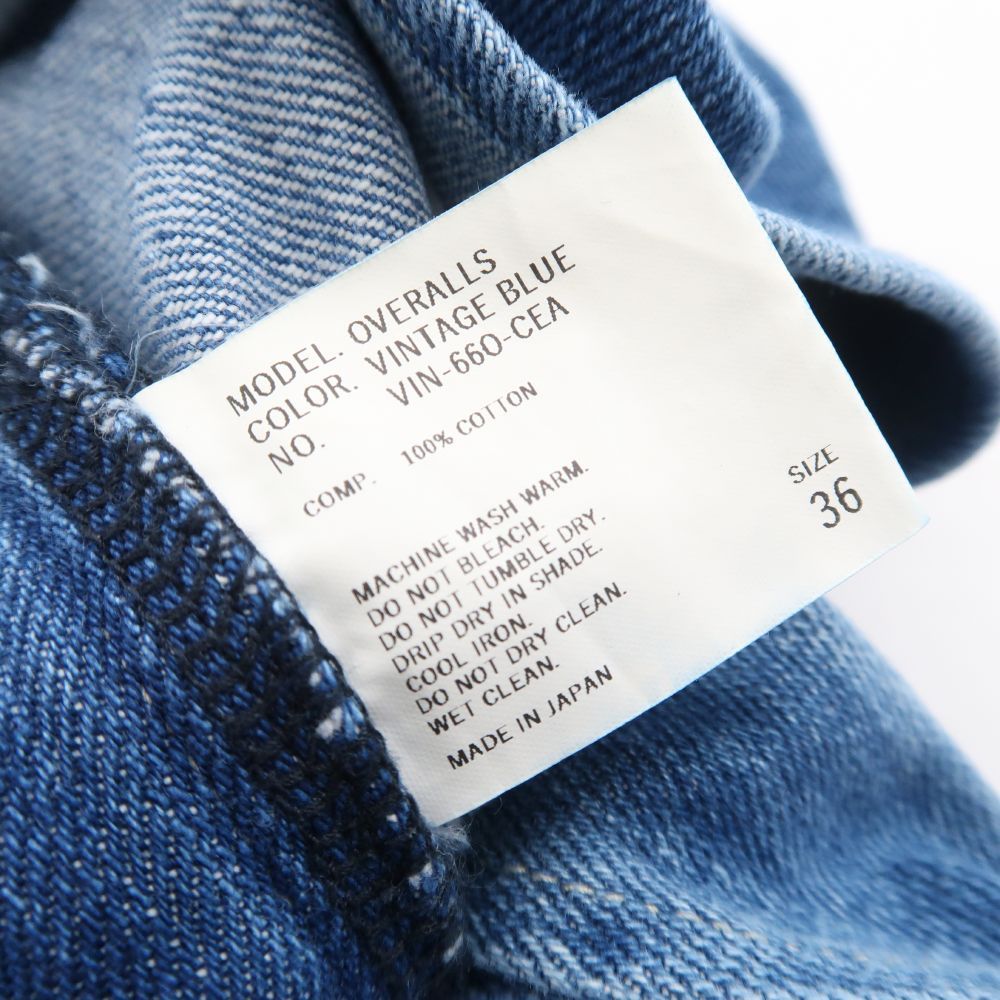 MODEL. OVERALLS
COLOR. VINTAGE BLUE
NO. VIN-660-CEA
COMP. 100% COTTON
SIZE
36
MACHINE WASH WARM.
DO NOT BLEACH.
DO NOT TUMBLE DRY.
DRIP DRY IN SHADE.
COOL IRON.
DO NOT DRY CLEAN.
WET CLEAN.
MADE IN JAPAN